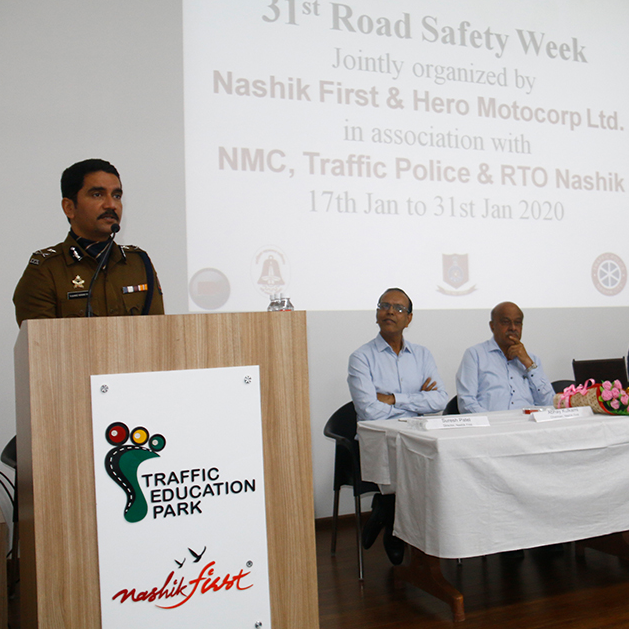 31st Road Safety Week
Jointly organized by
Nashik First & Hero Motocorp Ltd.
in association with
NMC, Traffic Police & RTO Nashik
17th Jan to 31st Jan 2020
TRAFFIC
EDUCATION
PARK
nashik first®